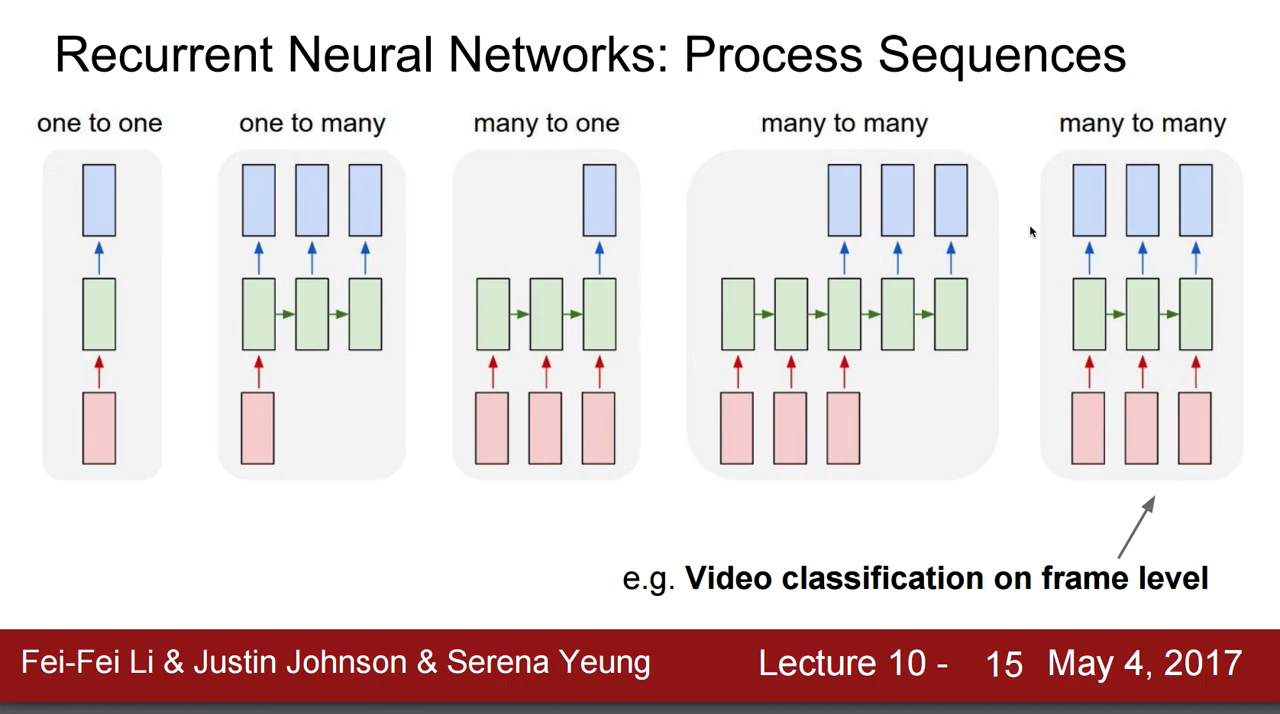 Recurrent Neural Networks: Process Sequences
one to one
one to many
many to one
many to many
many to many
e.g. Video classification on frame level
Fei-Fei Li & Justin Johnson & Serena Yeung
Lecture 10 - 15 May 4, 2017